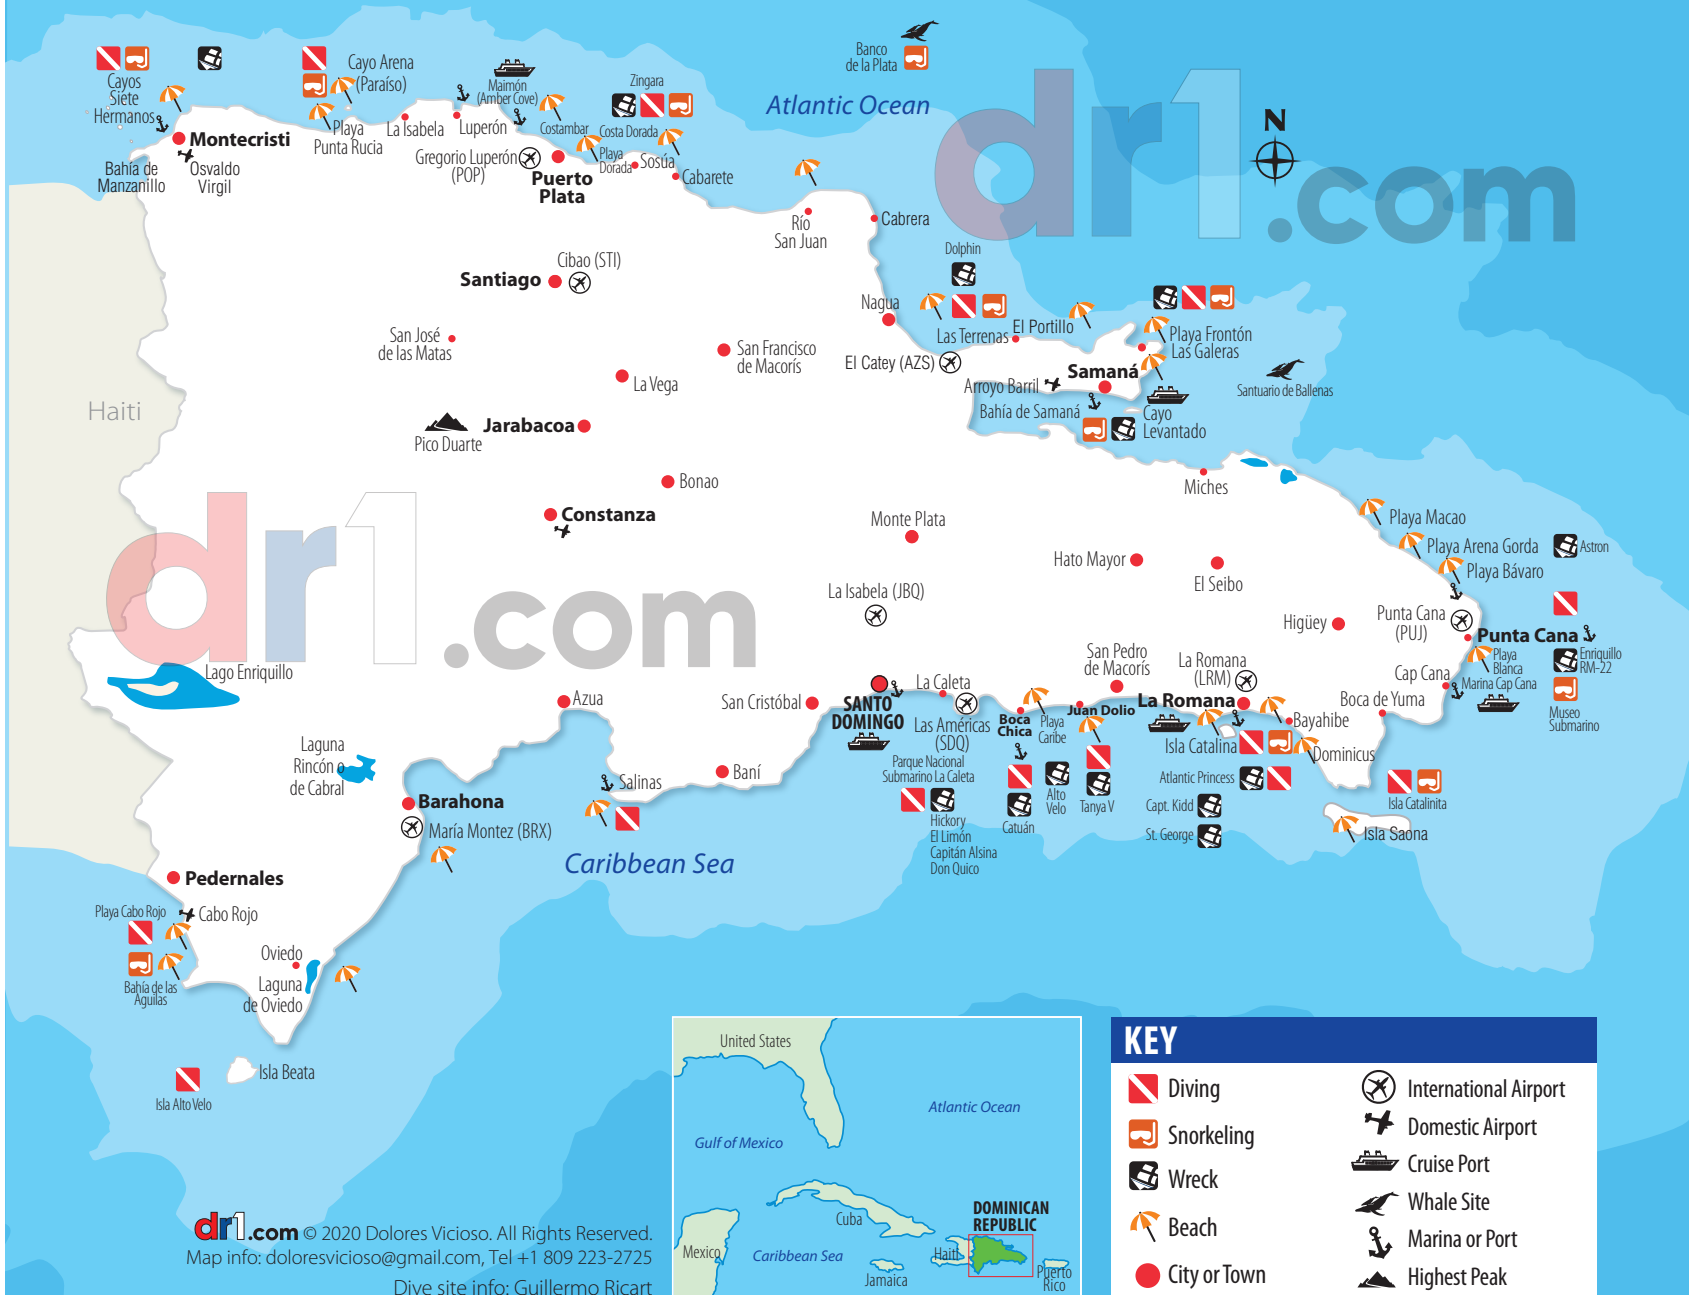 Banco
de la Plata
Atlantic Ocean
N
dr1.com
Cayos
Siete
Hermanos
Cayo Arena
(Paraíso)
Maimón
(Amber Cove)
Zingara
Montecristi
Bahía de
Manzanillo
Osvaldo
Virgil
Playa
Punta Rucia
La Isabela
Luperón
Costambar
Costa Dorada
Gregorio Luperón
(POP)
Puerto
Plata
Playa
Dorada
Sosúa
Cabarete
Río
San Juan
Cabrera
Dolphin
Cibao (STI)
Santiago
Nagua
Las Terrenas
El Portillo
Playa Frontón
Las Galeras
San José
de las Matas
San Francisco
de Macorís
El Catey (AZS)
Samaná
Arroyo Barril
Santuario de Ballenas
La Vega
Haiti
Bahía de Samaná
Cayo
Levantado
Pico Duarte
Jarabacoa
Bonao
Miches
Constanza
Monte Plata
Playa Macao
Playa Arena Gorda
Astron
Playa Bávaro
Hato Mayor
El Seibo
La Isabela (JBQ)
Higüey
Punta Cana
(PUJ)
Punta Cana
dr1.com
Lago Enriquillo
San Pedro
de Macorís
La Romana
(LRM)
Playa
Blanca
Enriquillo
RM-22
Cap Cana
Marina Cap Cana
Museo
Submarino
Azua
San Cristóbal
SANTO
DOMINGO
La Caleta
Las Américas
(SDQ)
Boca
Chica
Playa
Caribe
Juan Dolio
La Romana
Boca de Yuma
Bayahibe
Isla Catalina
Dominicus
Laguna
Rincón o
de Cabral
Salinas
Baní
Parque Nacional
Submarino La Caleta
Hickory
El Limón
Capitán Alsina
Don Quico
Catuán
Alto
Velo
Tanya V
Atlantic Princess
Capt. Kidd
St. George
Isla Catalinita
Isla Saona
Barahona
María Montez (BRX)
Caribbean Sea
Pedernales
Playa Cabo Rojo
Cabo Rojo
Bahía de las
Aguilas
Oviedo
Laguna
de Oviedo
Isla Beata
Isla Alto Velo
dr1.com © 2020 Dolores Vicioso. All Rights Reserved.
Map info: doloresvicioso@gmail.com, Tel +1 809 223-2725
Dive site info: Guillermo Ricart
United States
Atlantic Ocean
Gulf of Mexico
Cuba
DOMINICAN
REPUBLIC
Mexico
Caribbean Sea
Haiti
Jamaica
Puerto
Rico
KEY
Diving
Snorkeling
Wreck
Beach
City or Town
International Airport
Domestic Airport
Cruise Port
Whale Site
Marina or Port
Highest Peak